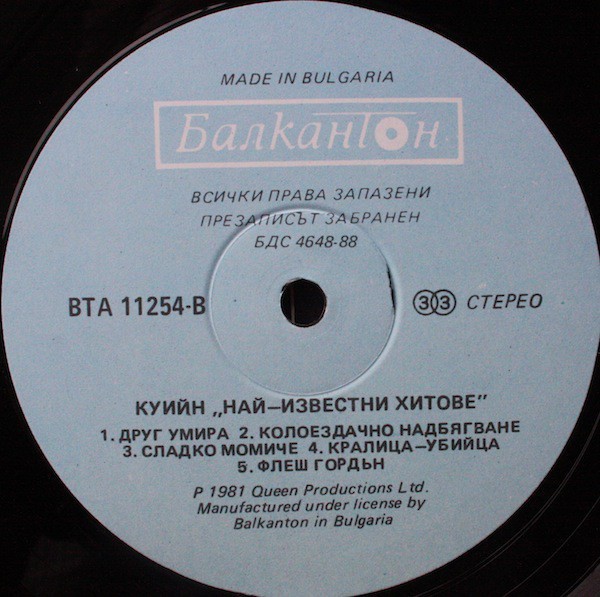 MADE IN BULGARIA
Балкантон
ВСИЧКИ ПРАВА ЗАПАЗЕНИ
ПРЕЗАПИСЪТ ЗАБРАНЕН
БДС 4648-88
ВТА 11254-В
33 СТЕРЕО
КУИЙН „НАЙ–ИЗВЕСТНИ ХИТОВЕ”
1. ДРУГ УМИРА 2. КОЛОЕЗДАЧНО НАДБЯГВАНЕ
3. СЛАДКО МОМИЧЕ 4. КРАЛИЦА–УБИЙЦА
5. ФЛЕШ ГОРДЪН
P 1981 Queen Productions Ltd.
Manufactured under license by
Balkanton in Bulgaria